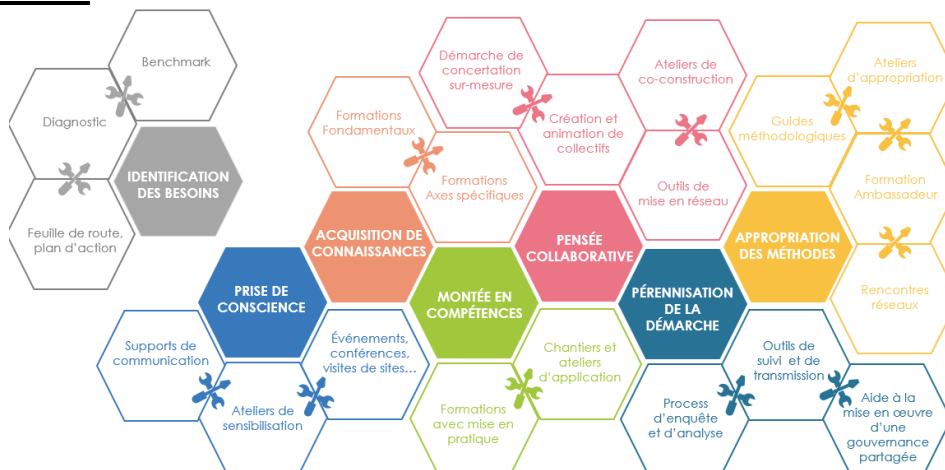 Benchmark
Diagnostic
IDENTIFICATION
DES BESOINS
Feuille de route,
plan d'action
PRISE DE
CONSCIENCE
Supports de
communication
Ateliers de
sensibilisation
Événements,
conférences,
visites de sites...
Formations
Fondamentaux
Formations
Axes spécifiques
ACQUISITION DE
CONNAISSANCES
MONTÉE EN
COMPÉTENCES
Formations
avec mise en
pratique
Chantiers et
ateliers
d'application
Démarche de
concertation
sur-mesure
Création et
animation de
collectifs
Ateliers de
co-construction
Outils de
mise en réseau
PENSÉE
COLLABORATIVE
PÉRENNISATION
DE LA
DÉMARCHE
Process
d'enquête
et d'analyse
Outils de
suivi et de
transmission
Aide à la
mise en œuvre
d'une
gouvernance
partagée
Ateliers
d'appropriation
Guides
méthodologiques
Formation
Ambassadeur
Rencontres
réseaux
APPROPRIATION
DES MÉTHODES